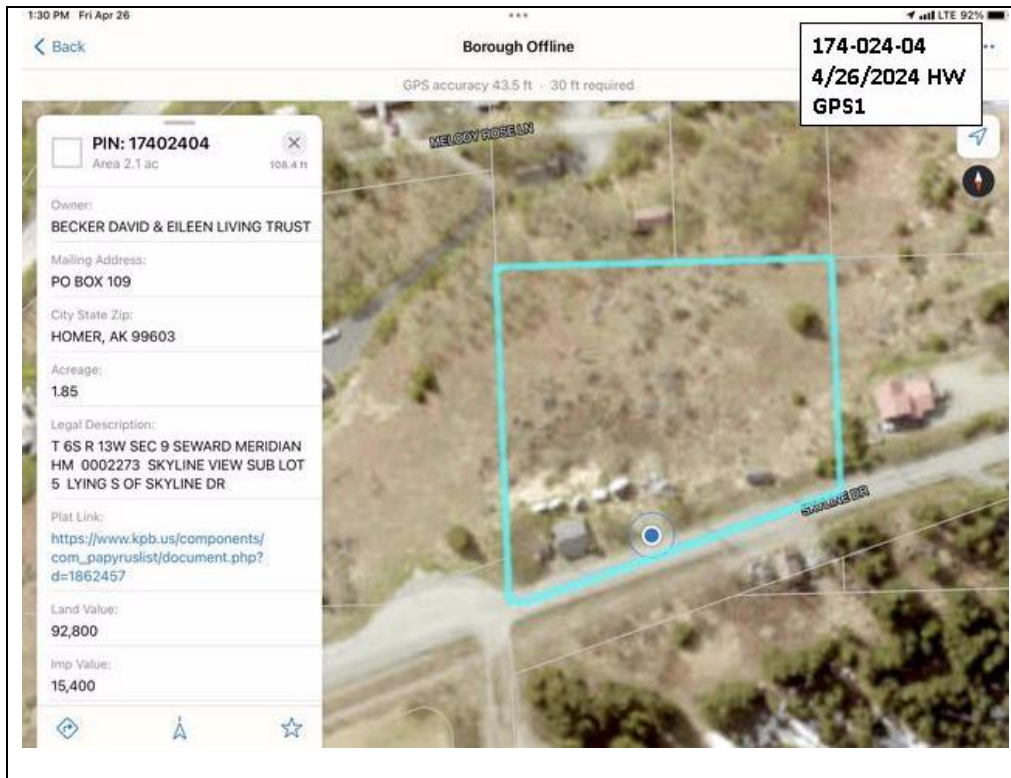 1:30 PM Fri Apr 26
LTE 92%
Back
Borough Offline
174-024-04
4/26/2024 HW
GPS1
GPS accuracy 43.5 ft · 30 ft required
MELODY ROSE LN
PIN: 17402404
Area 2.1 ac
108.4 ft
Owner:
BECKER DAVID & EILEEN LIVING TRUST
Mailing Address:
PO BOX 109
City State Zip:
HOMER, AK 99603
Acreage:
1.85
Legal Description:
T 6S R 13W SEC 9 SEWARD MERIDIAN
HM 0002273 SKYLINE VIEW SUB LOT
5 LYING S OF SKYLINE DR
SKYLINE DR
Plat Link:
https://www.kpb.us/components/
com_papyruslist/document.php?
d=1862457
Land Value:
92,800
Imp Value:
15,400